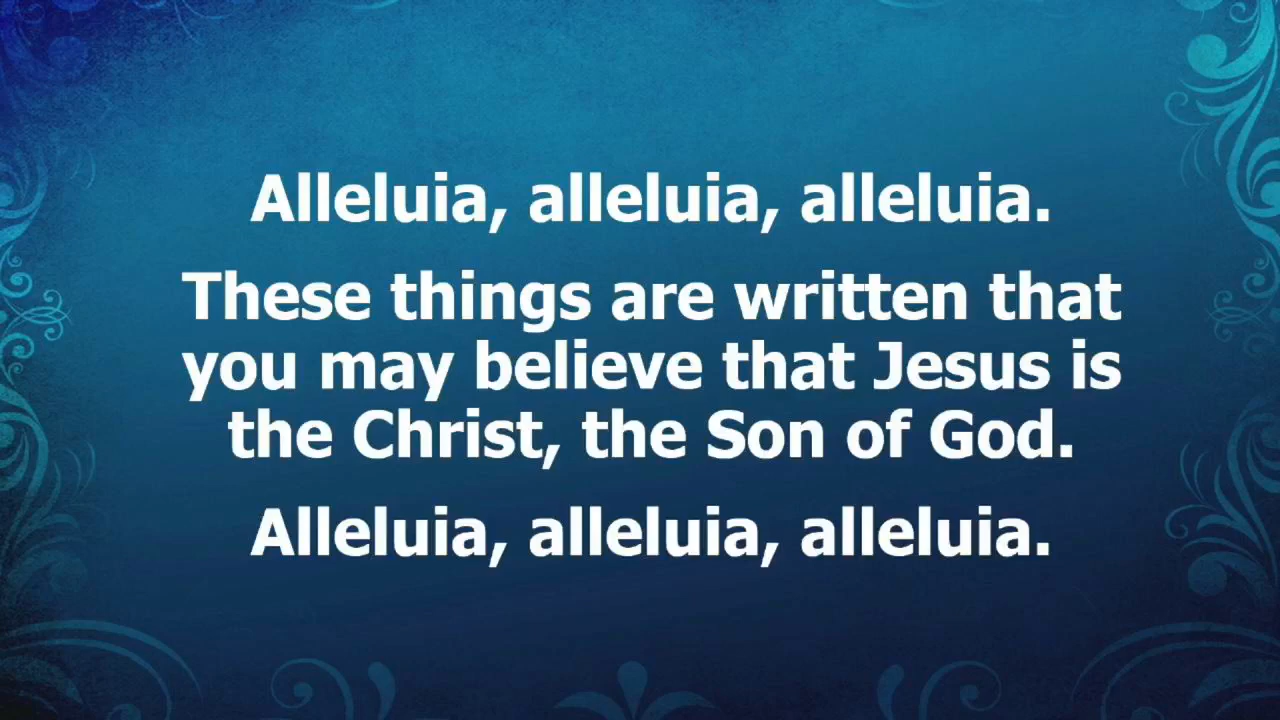 Alleluia, alleluia, alleluia.
These things are written that
you may believe that Jesus is
the Christ, the Son of God.
Alleluia, alleluia, alleluia.